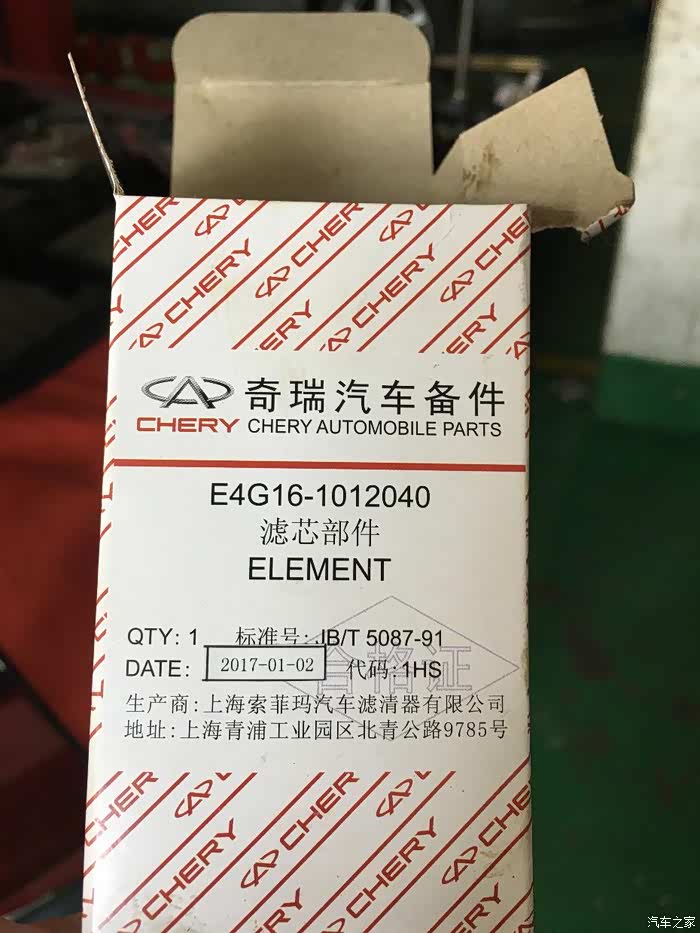 CHERY CHERY CHERY
CHERY CHERY CHERY
奇瑞汽车备件
CHERY CHERY AUTOMOBILE PARTS
E4G16-1012040
滤芯部件
ELEMENT
QTY: 1 标准号: JB/T 5087-91
DATE: 2017-01-02 代码:1HS
合格证
生产商:上海索菲玛汽车滤清器有限公司
地址:上海青浦工业园区北青公路9785号
CHERY CHERY CHERY
CHERY CHERY
汽车之家